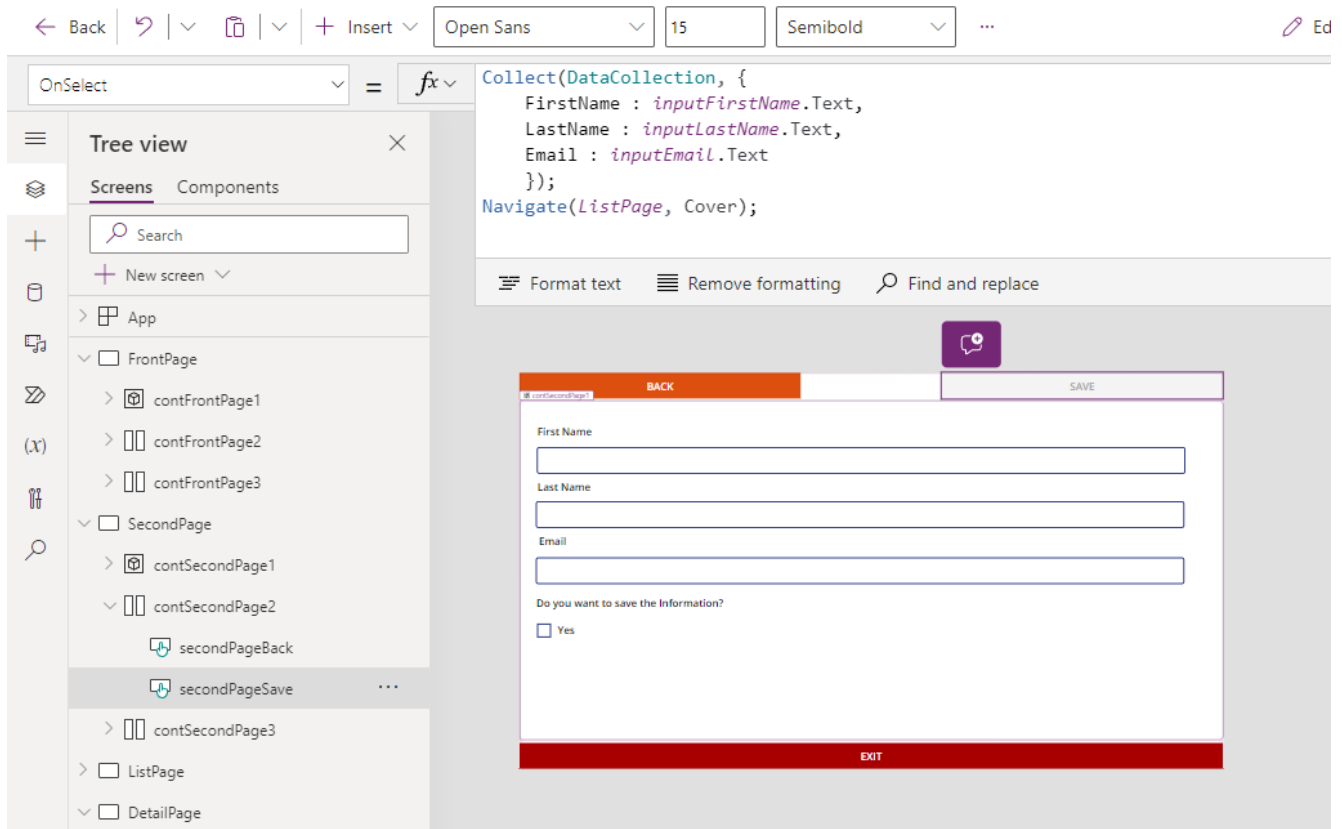 Back
Insert
Open Sans
15
Semibold
...
Ed
OnSelect
=
fx
Collect(DataCollection, {
FirstName : inputFirstName.Text,
LastName : inputLastName.Text,
Email : inputEmail.Text
});
Navigate(ListPage, Cover);
Format text
Remove formatting
Find and replace
Tree view
Screens Components
Search
New screen
App
FrontPage
contFrontPage1
contFrontPage2
contFrontPage3
SecondPage
contSecondPage1
contSecondPage2
secondPageBack
secondPageSave
...
contSecondPage3
ListPage
DetailPage
(x)
BACK
SAVE
contSecondPage1
First Name
Last Name
Email
Do you want to save the Information?
Yes
EXIT